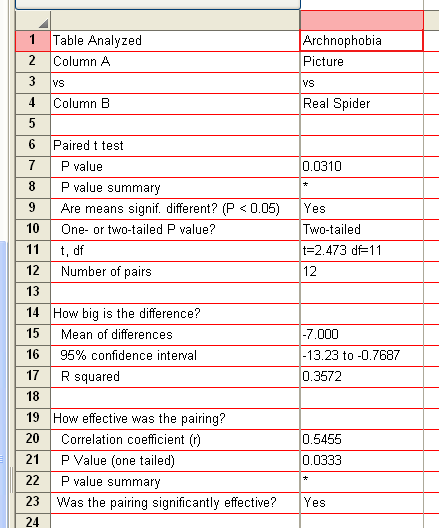 1 Table Analyzed Archnophobia
2 Column A Picture
3 vs vs
4 Column B Real Spider
5
6 Paired t test
7 P value 0.0310
8 P value summary *
9 Are means signif. different? (P < 0.05) Yes
10 One- or two-tailed P value? Two-tailed
11 t, df t=2.473 df=11
12 Number of pairs 12
13
14 How big is the difference?
15 Mean of differences -7.000
16 95% confidence interval -13.23 to -0.7687
17 R squared 0.3572
18
19 How effective was the pairing?
20 Correlation coefficient (r) 0.5455
21 P Value (one tailed) 0.0333
22 P value summary *
23 Was the pairing significantly effective? Yes
24